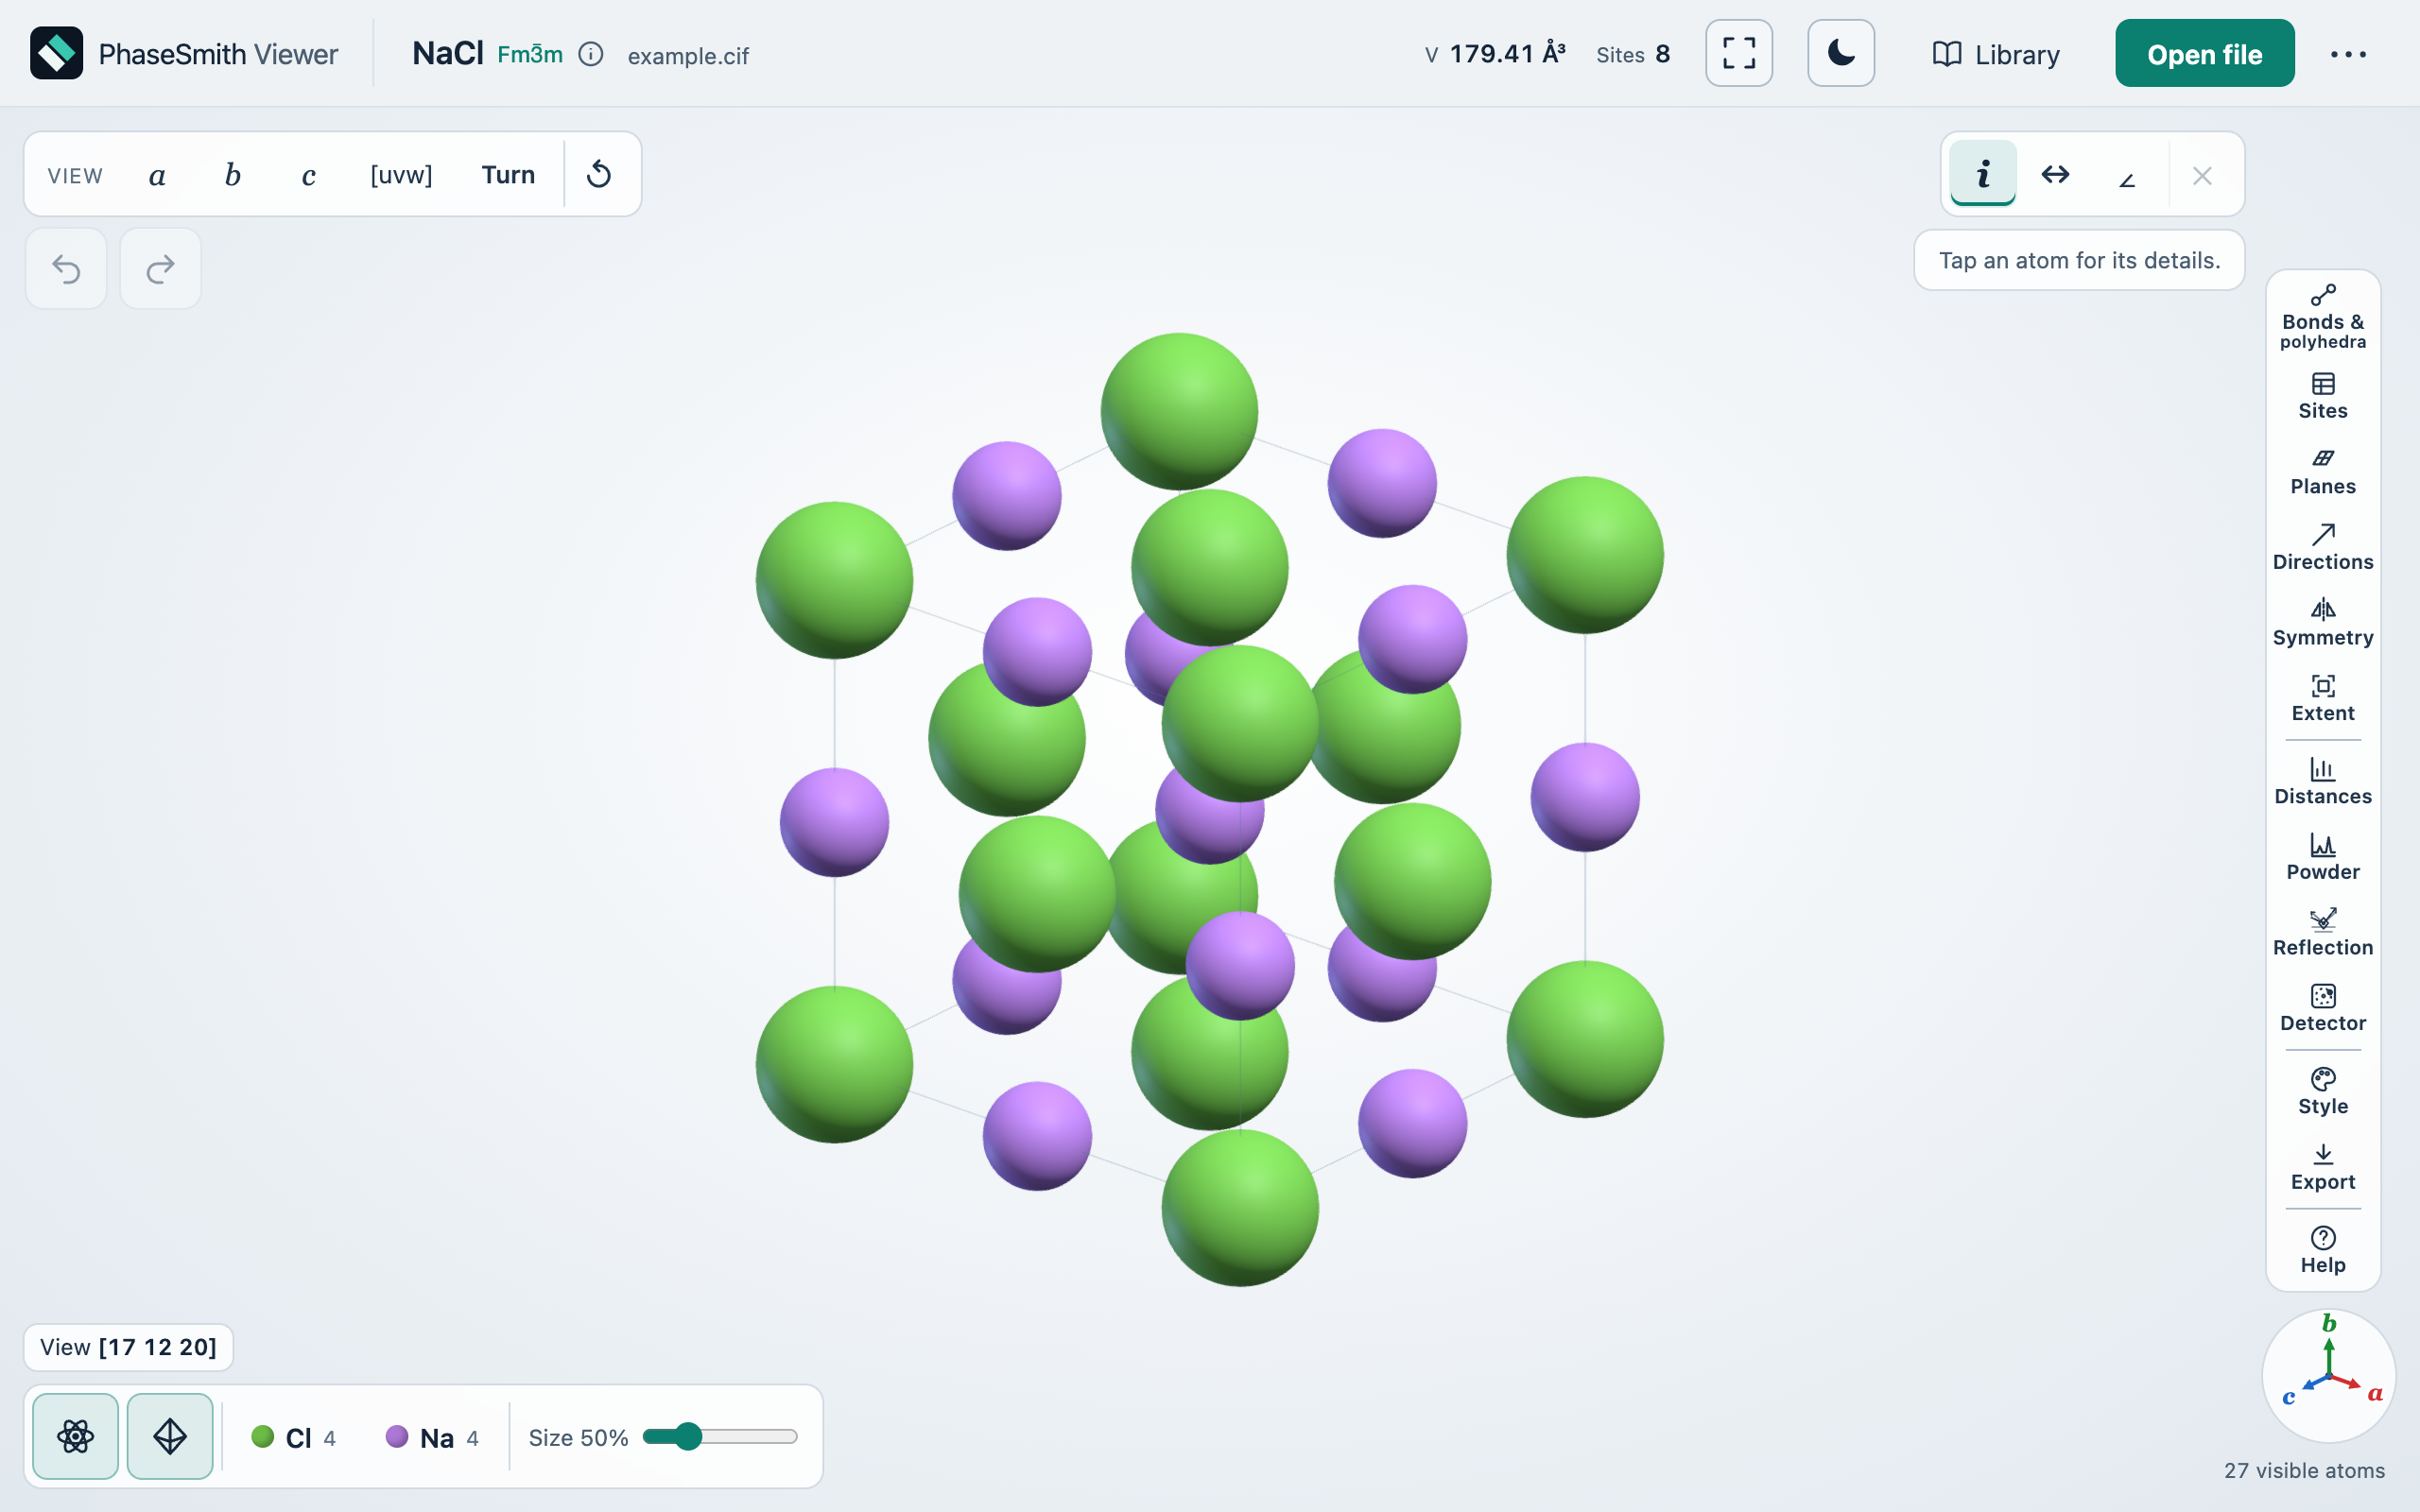 PhaseSmith Viewer
NaCl Fm3̄m example.cif
V 179.41 Å³ Sites 8
Library
Open file
VIEW a b c [uvw] Turn
i
Tap an atom for its details.
Bonds &
polyhedra
Sites
Planes
Directions
Symmetry
Extent
Distances
Powder
Reflection
Detector
Style
Export
Help
View [17 12 20]
Cl 4 Na 4 Size 50%
b
c
a
27 visible atoms